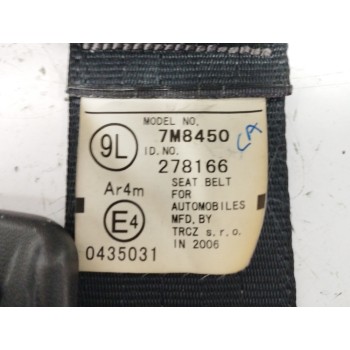 MODEL NO.
7M8450
9L
ID.NO.
278166
CA
Ar4m
SEAT BELT
FOR
AUTOMOBILES
E4
MFD.BY
TRCZ s.r.o.
0435031
IN 2006